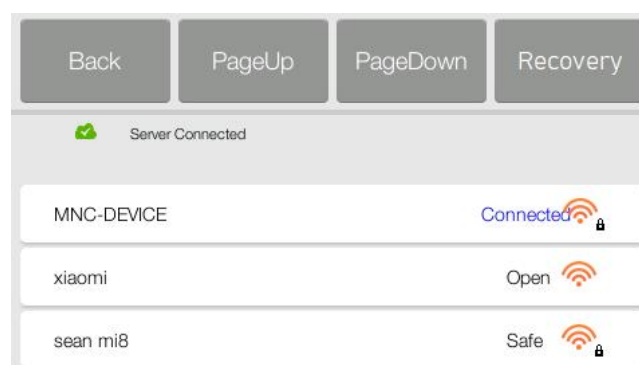 Back PageUp PageDown Recovery
Server Connected
MNC-DEVICE Connected
xiaomi Open
sean mi8 Safe